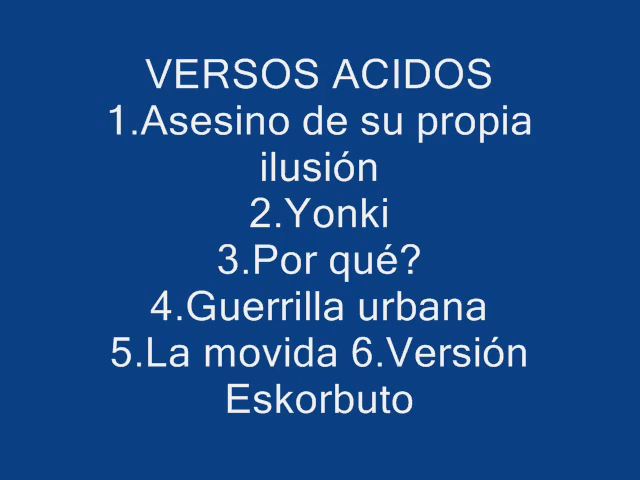 VERSOS ACIDOS
1.Asesino de su propia
ilusión
2.Yonki
3.Por qué?
4.Guerrilla urbana
5.La movida 6.Versión
Eskorbuto